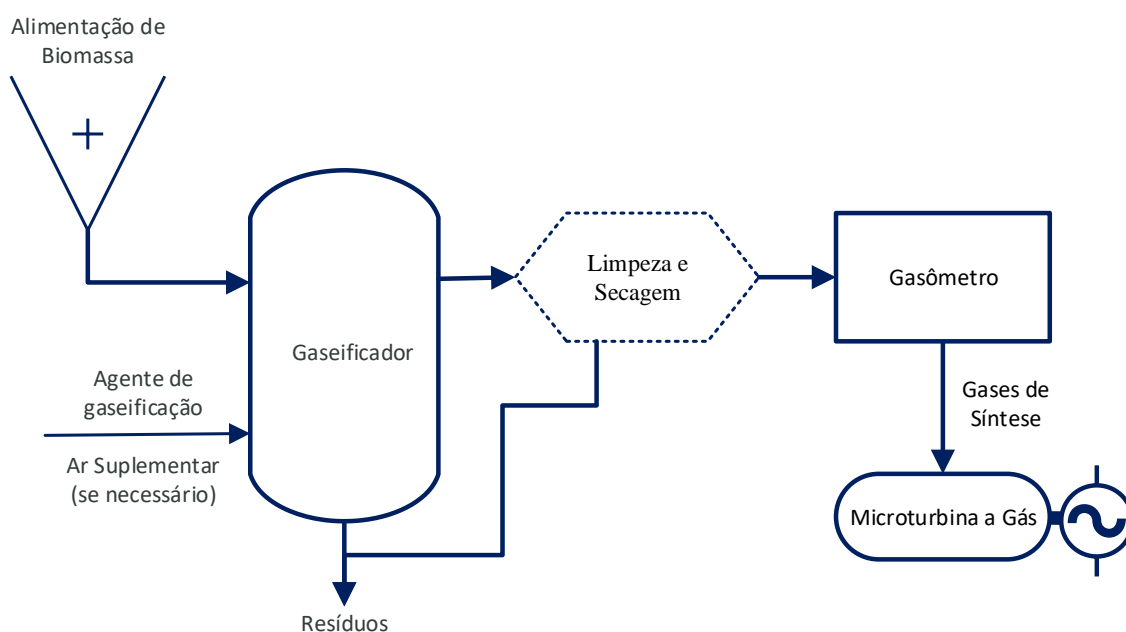 Alimentação de
Biomassa
Limpeza e
Secagem
Gasômetro
Gaseificador
Agente de
gaseificação
Ar Suplementar
(se necessário)
Gases de
Síntese
Microturbina a Gás
Resíduos